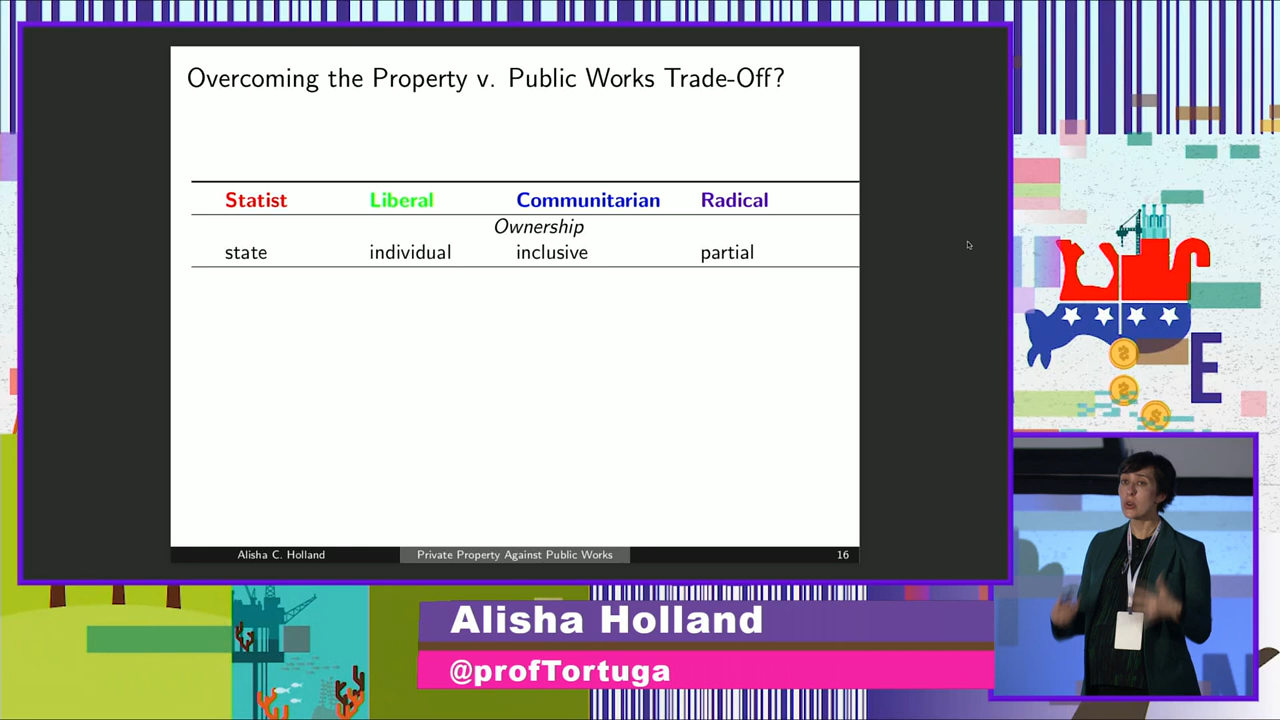 Overcoming the Property v. Public Works Trade-Off?
Statist Liberal Communitarian Radical
Ownership
state individual inclusive partial
Alisha C. Holland Private Property Against Public Works 16
E
Alisha Holland
@profTortuga